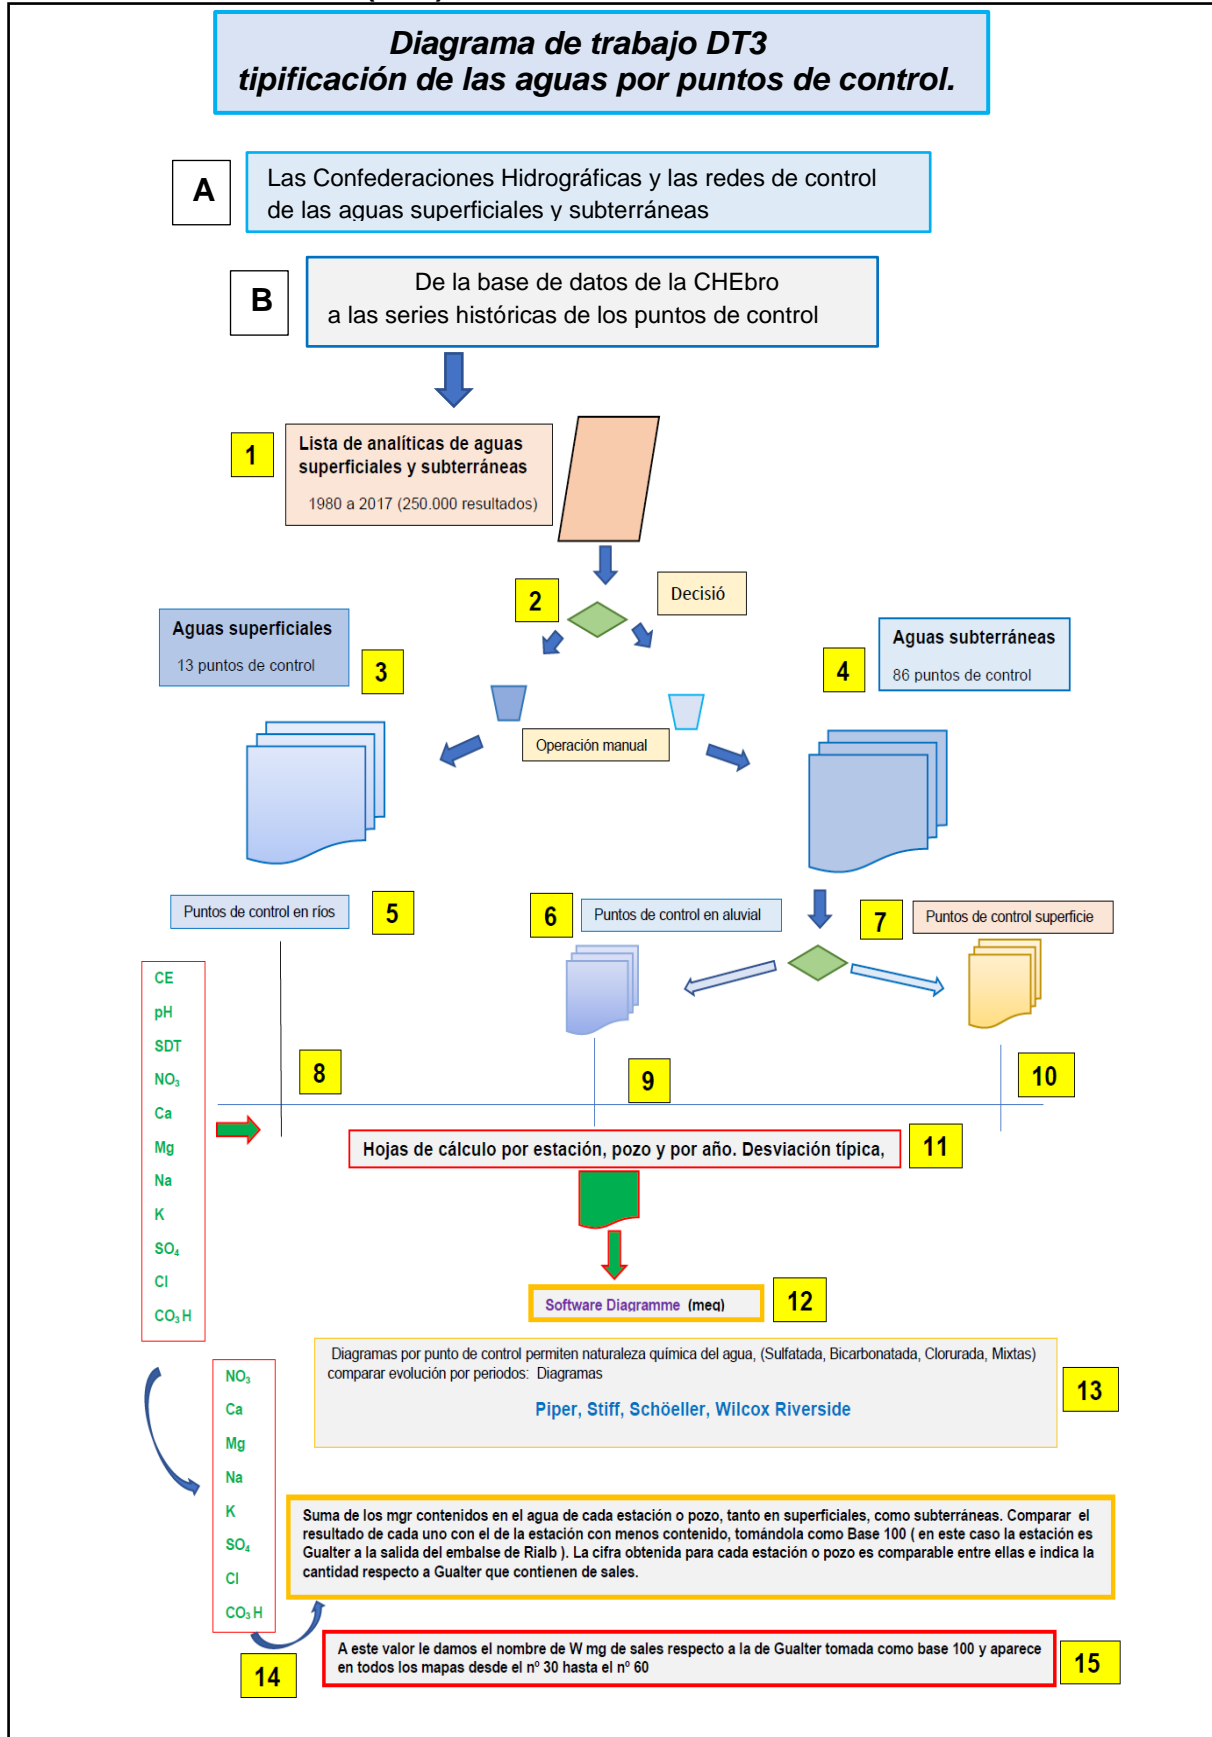 Diagrama de trabajo DT3
tipificación de las aguas por puntos de control.
A
Las Confederaciones Hidrográficas y las redes de control
de las aguas superficiales y subterráneas
B
De la base de datos de la CHEbro
a las series históricas de los puntos de control
1
Lista de analíticas de aguas
superficiales y subterráneas
1980 a 2017 (250.000 resultados)
2
Decisió
Aguas superficiales
13 puntos de control
3
4
Aguas subterráneas
86 puntos de control
Operación manual
Puntos de control en ríos
5
6
Puntos de control en aluvial
7
Puntos de control superficie
CE
pH
SDT
NO₃
Ca
Mg
Na
K
SO₄
Cl
CO₃ H
8
9
10
Hojas de cálculo por estación, pozo y por año. Desviación típica,
11
Software Diagramme (meq)
12
Diagramas por punto de control permiten naturaleza química del agua, (Sulfatada, Bicarbonatada, Clorurada, Mixtas)
comparar evolución por periodos: Diagramas
Piper, Stiff, Schöeller, Wilcox Riverside
13
NO₃
Ca
Mg
Na
K
SO₄
Cl
CO₃ H
Suma de los mgr contenidos en el agua de cada estación o pozo, tanto en superficiales, como subterráneas. Comparar el
resultado de cada uno con el de la estación con menos contenido, tomándola como Base 100 ( en este caso la estación es
Gualter a la salida del embalse de Rialb ). La cifra obtenida para cada estación o pozo es comparable entre ellas e indica la
cantidad respecto a Gualter que contienen de sales.
14
A este valor le damos el nombre de W mg de sales respecto a la de Gualter tomada como base 100 y aparece
en todos los mapas desde el nº 30 hasta el nº 60
15